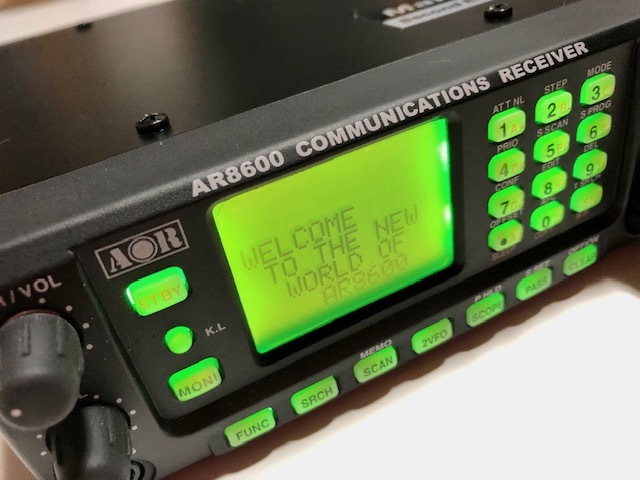 AR8600 COMMUNICATIONS RECEIVER
AOR
/ VOL
STBY
K.L
MONI
WELCOME
TO THE NEW
WORLD OF
AR8600
ATT NL
STEP
MODE
1
2
3
PRIO
S SCAN
S PROG
4
5
6
CONF
EDIT
DEL
7
8
9
OFFSET
0
FUNC
SRCH
MEMO
SCAN
2VFO
SCOPE
PASS
CLEAR